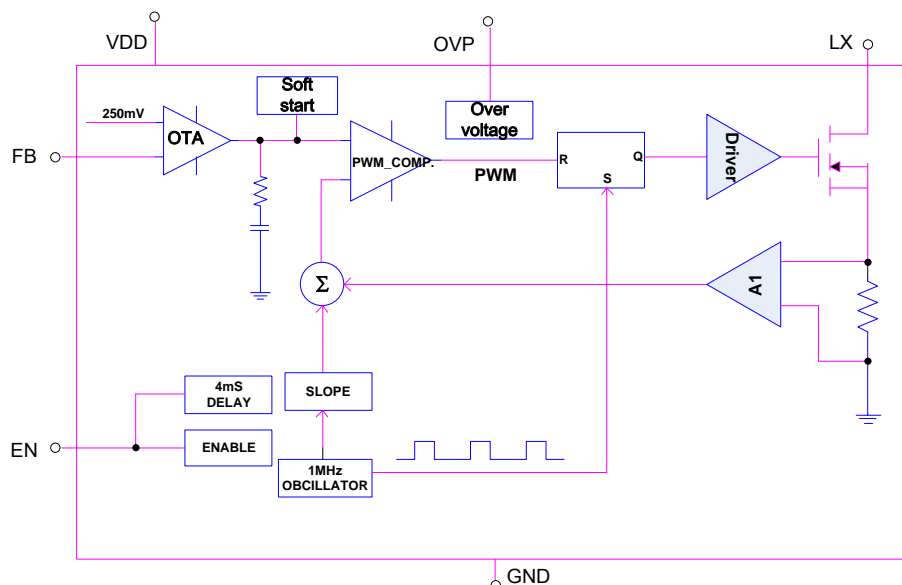 VDD
OVP
LX
Soft
start
250mV
OTA
Over
voltage
FB
PWM_COMP.
PWM
R
Q
S
Driver
Σ
A1
4mS
DELAY
SLOPE
EN
ENABLE
1MHz
OBCILLATOR
GND